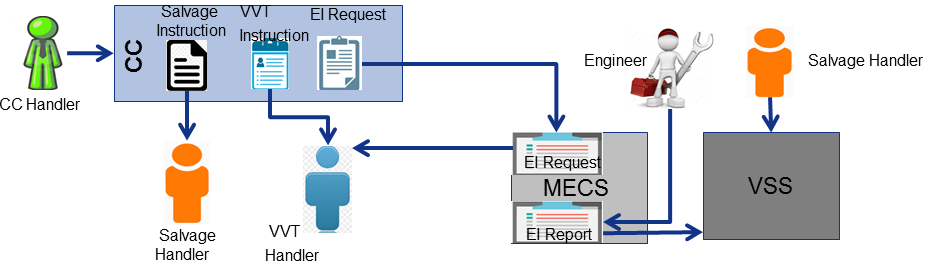 Salvage
Instruction
VVT
Instruction
EI Request
CC
CC Handler
Engineer
Salvage Handler
EI Request
MECS
EI Report
VSS
Salvage
Handler
VVT
Handler